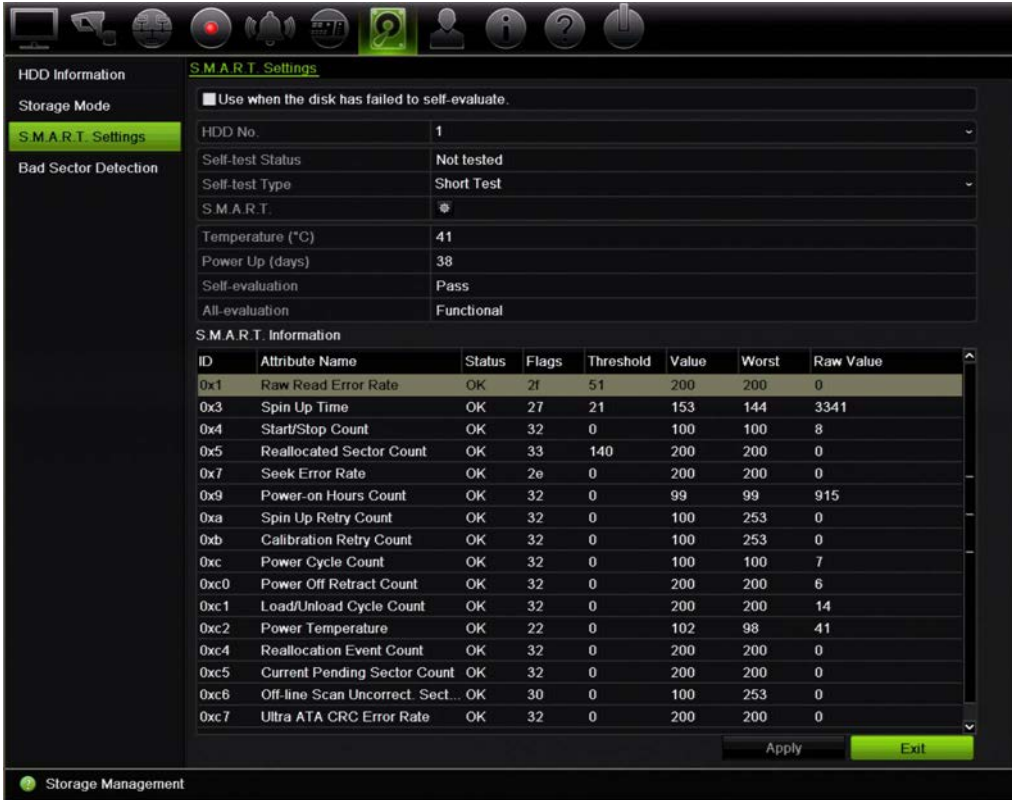 S.M.A.R.T. Settings
HDD Information
Storage Mode
S.M.A.R.T. Settings
Bad Sector Detection
Use when the disk has failed to self-evaluate.
HDD No. 1
Self-test Status Not tested
Self-test Type Short Test
S.M.A.R.T.
Temperature (°C) 41
Power Up (days) 38
Self-evaluation Pass
All-evaluation Functional
S.M.A.R.T. Information
ID Attribute Name Status Flags Threshold Value Worst Raw Value
0x1 Raw Read Error Rate OK 2f 51 200 200 0
0x3 Spin Up Time OK 27 21 153 144 3341
0x4 Start/Stop Count OK 32 0 100 100 8
0x5 Reallocated Sector Count OK 33 140 200 200 0
0x7 Seek Error Rate OK 2e 0 200 200 0
0x9 Power-on Hours Count OK 32 0 99 99 915
0xa Spin Up Retry Count OK 32 0 100 253 0
0xb Calibration Retry Count OK 32 0 100 253 0
0xc Power Cycle Count OK 32 0 100 100 7
0xc0 Power Off Retract Count OK 32 0 200 200 6
0xc1 Load/Unload Cycle Count OK 32 0 200 200 14
0xc2 Power Temperature OK 22 0 102 98 41
0xc4 Reallocation Event Count OK 32 0 200 200 0
0xc5 Current Pending Sector Count OK 32 0 200 200 0
0xc6 Off-line Scan Uncorrect. Sect... OK 30 0 100 253 0
0xc7 Ultra ATA CRC Error Rate OK 32 0 200 200 0
Apply Exit
Storage Management